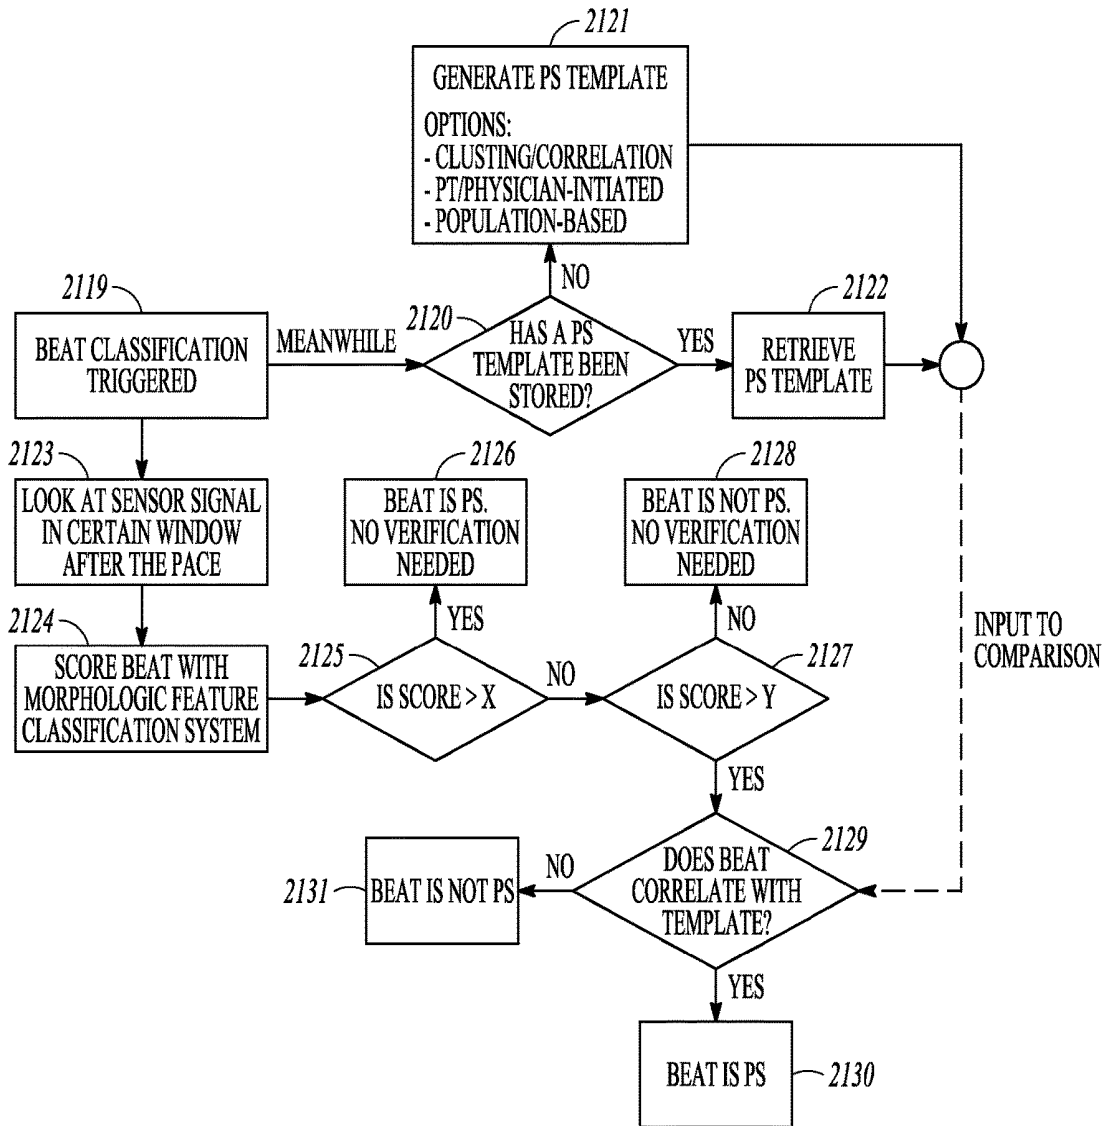 2121
GENERATE PS TEMPLATE
OPTIONS:
- CLUSTING/CORRELATION
- PT/PHYSICIAN-INTIATED
- POPULATION-BASED
NO
2119
BEAT CLASSIFICATION
TRIGGERED
MEANWHILE
2120
HAS A PS
TEMPLATE BEEN
STORED?
YES
2122
RETRIEVE
PS TEMPLATE
2123
LOOK AT SENSOR SIGNAL
IN CERTAIN WINDOW
AFTER THE PACE
2126
BEAT IS PS.
NO VERIFICATION
NEEDED
2128
BEAT IS NOT PS.
NO VERIFICATION
NEEDED
YES
NO
INPUT TO
COMPARISON
2124
SCORE BEAT WITH
MORPHOLOGIC FEATURE
CLASSIFICATION SYSTEM
2125
IS SCORE > X
NO
2127
IS SCORE > Y
YES
2129
DOES BEAT
CORRELATE WITH
TEMPLATE?
NO
2131
BEAT IS NOT PS
YES
BEAT IS PS
2130